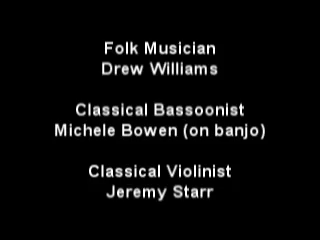 Folk Musician
Drew Williams
Classical Bassoonist
Michele Bowen (on banjo)
Classical Violinist
Jeremy Starr